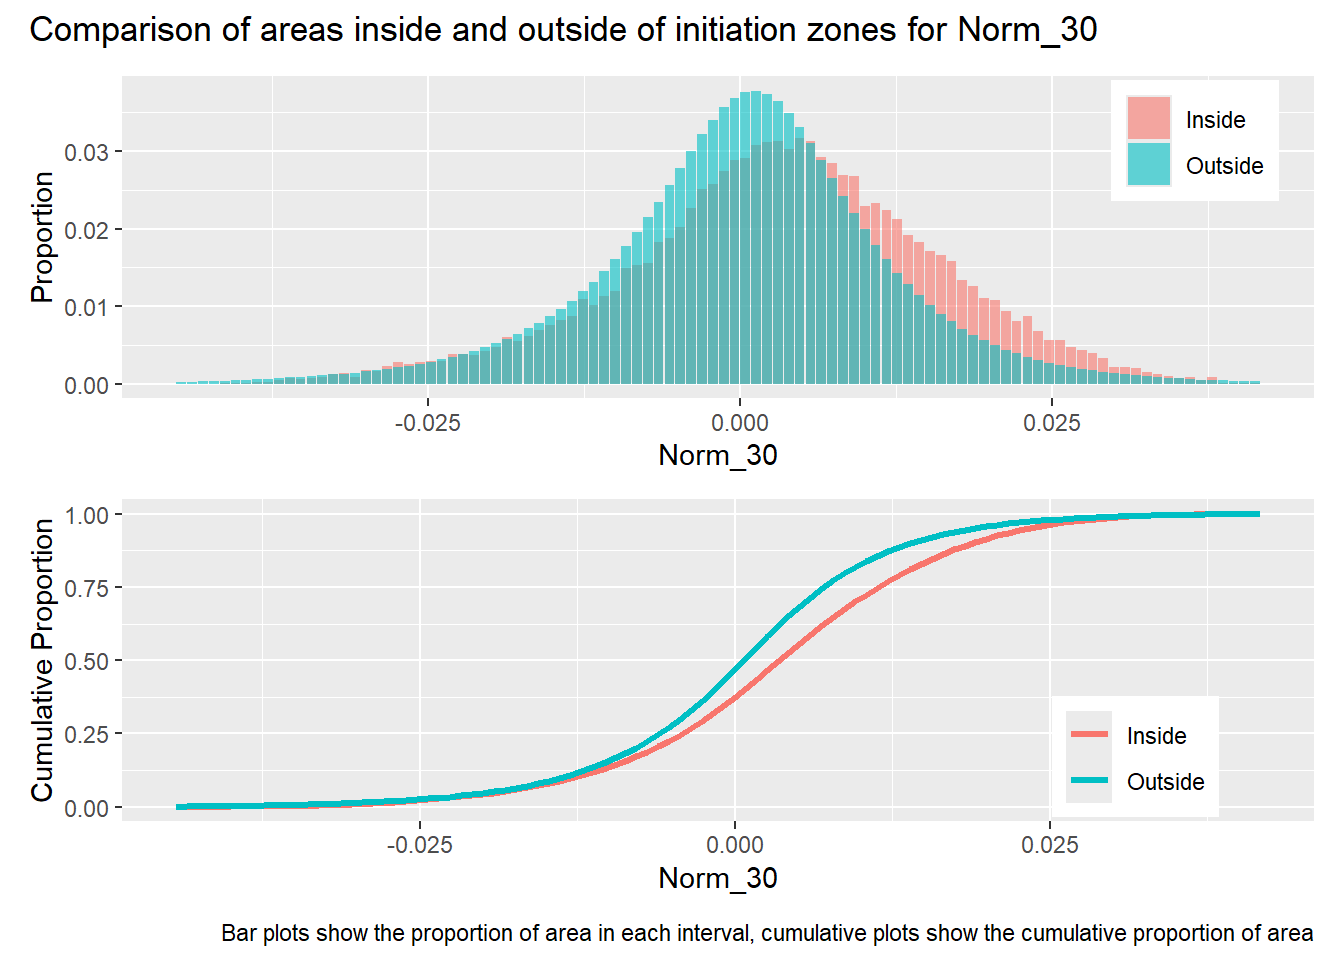 Comparison of areas inside and outside of initiation zones for Norm_30
Inside
Outside
Proportion
0.03
0.02
0.01
0.00
-0.025 0.000 0.025
Norm_30
Cumulative Proportion
1.00
0.75
0.50
0.25
0.00
Inside
Outside
-0.025 0.000 0.025
Norm_30
Bar plots show the proportion of area in each interval, cumulative plots show the cumulative proportion of area